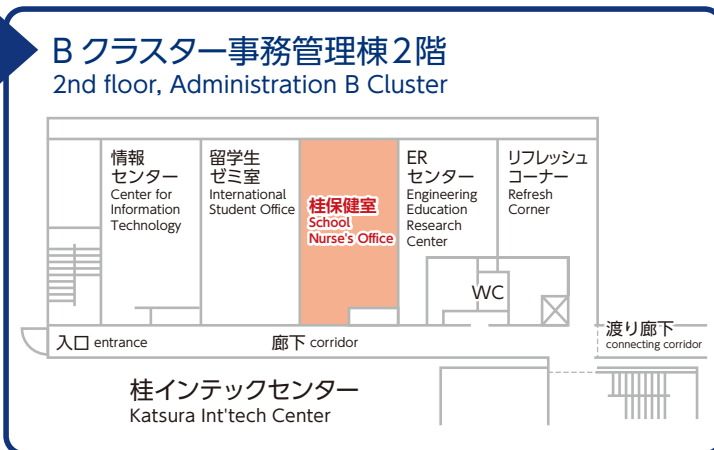 B クラスター事務管理棟2階
2nd floor, Administration B Cluster
情報
センター
Center for
Information
Technology
留学生
ゼミ室
International
Student Office
桂保健室
School
Nurse's Office
ER
センター
Engineering
Education
Research
Center
リフレッシュ
コーナー
Refresh
Corner
WC
入口 entrance
廊下 corridor
渡り廊下
connecting corridor
桂インテックセンター
Katsura Int'tech Center